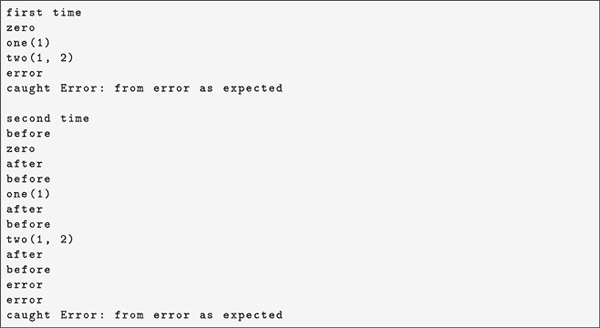 first time
zero
one(1)
two(1, 2)
error
caught Error: from error as expected

second time
before
zero
after
before
one(1)
after
before
two(1, 2)
after
before
error
error
caught Error: from error as expected